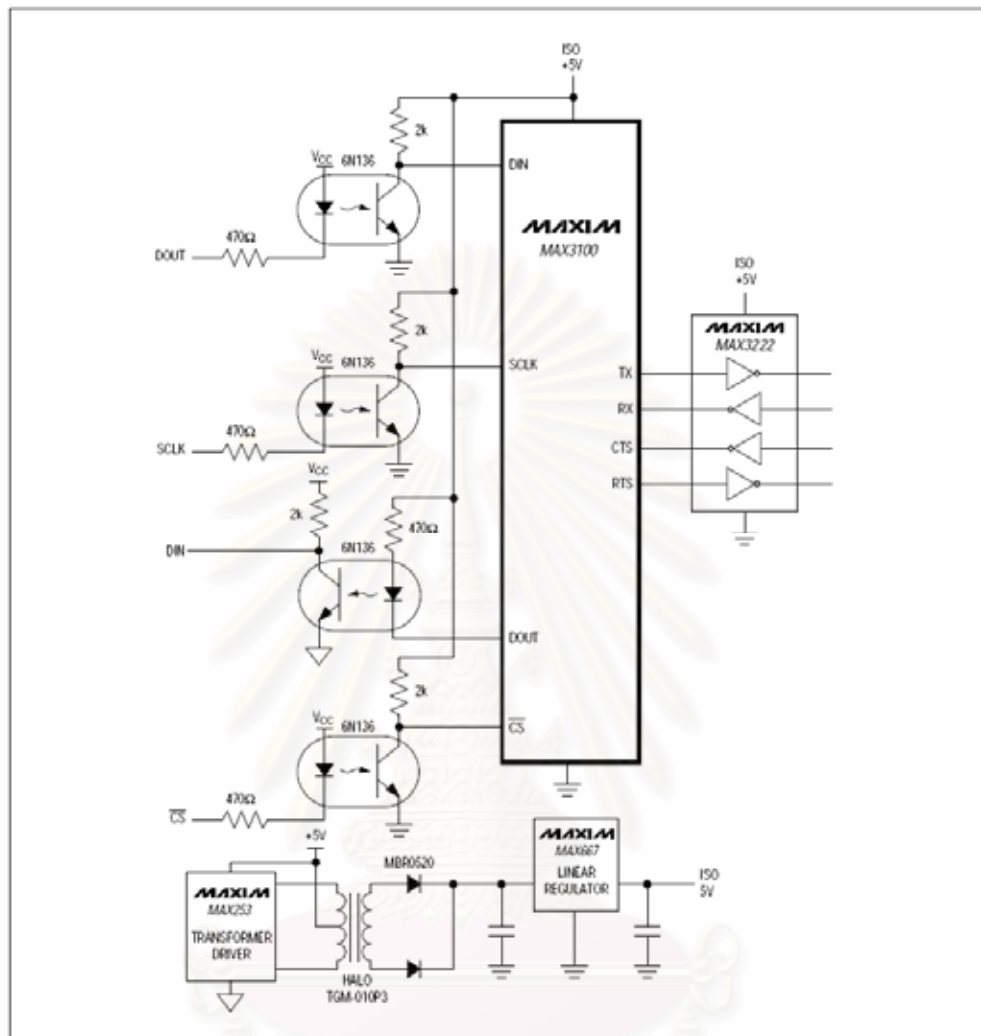 ISO
+5V
2k
VCC
6N136
DIN
470Ω
DOUT
MAXIM
MAX3100
2k
VCC
6N136
SCLK
470Ω
SCLK
ISO
+5V
MAXIM
MAX3222
TX
RX
CTS
RTS
VCC
2k
470Ω
DIN
6N136
DOUT
2k
VCC
6N136
CS
470Ω
CS
+5V
MBR0520
MAXIM
MAX253
TRANSFORMER
DRIVER
HALO
TGM-010P3
MAXIM
MAX667
LINEAR
REGULATOR
ISO
5V